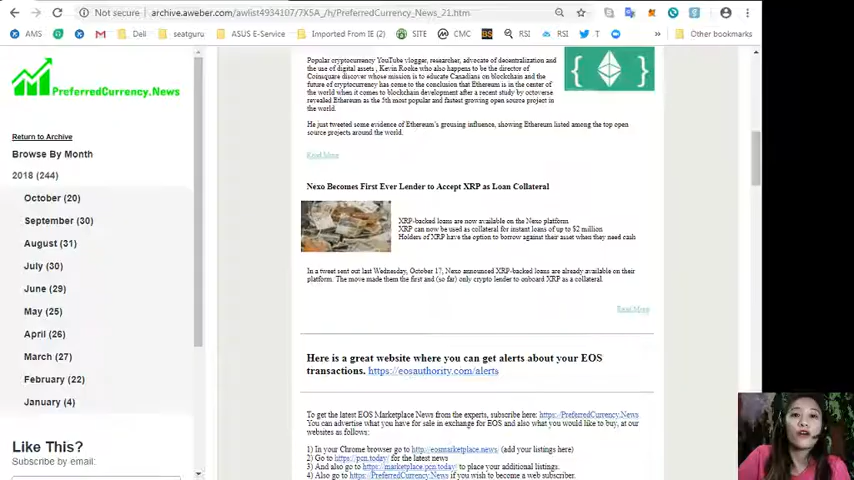 Not secure
archive.aweber.com/awlist4934107/7X5A_/h/PreferredCurrency_News_21.htm
AMS
Deli
seatguru
ASUS E-Service
Imported From IE (2)
SITE
CMC
BS
RSI
RSI
T
Other bookmarks
PreferredCurrency.News
Return to Archive
Browse By Month
2018 (244)
October (20)
September (30)
August (31)
July (30)
June (29)
May (25)
April (26)
March (27)
February (22)
January (4)
Like This?
Subscribe by email:
Popular cryptocurrency YouTube vlogger, researcher, advocate of decentralization and
the use of digital assets , Kevin Rooke who also happens to be the director of
Coinsquare discover whose mission is to educate Canadians on blockchain and the
future of cryptocurrency has come to the conclusion that Ethereum is in the center of
the world when it comes to blockchain development after a recent study by octoverse
revealed Ethereum as the 5th most popular and fastest growing open source project in
the world.
He just tweeted some evidence of Ethereum's growing influence, showing Ethereum listed among the top open
source projects around the world.
Read More
Nexo Becomes First Ever Lender to Accept XRP as Loan Collateral
XRP-backed loans are now available on the Nexo platform.
XRP can now be used as collateral for instant loans of up to $2 million
Holders of XRP have the option to borrow against their asset when they need cash
In a tweet sent out last Wednesday, October 17, Nexo announced XRP-backed loans are already available on their
platform. The move made them the first and (so far) only crypto lender to onboard XRP as a collateral.
Read More
Here is a great website where you can get alerts about your EOS
transactions. https://eosauthority.com/alerts
To get the latest EOS Marketplace News from the experts, subscribe here: https://PreferredCurrency.News
You can advertise what you have for sale in exchange for EOS and also what you would like to buy, at our
websites as follows:
1) In your Chrome browser go to http://eosmarketplace.news/ (add your listings here)
2) Go to https://pcn.today/ for the latest news
3) And also go to https://marketplace.pcn.today/ to place your additional listings.
4) Also go to https://PreferredCurrency.News if you wish to become a web subscriber.